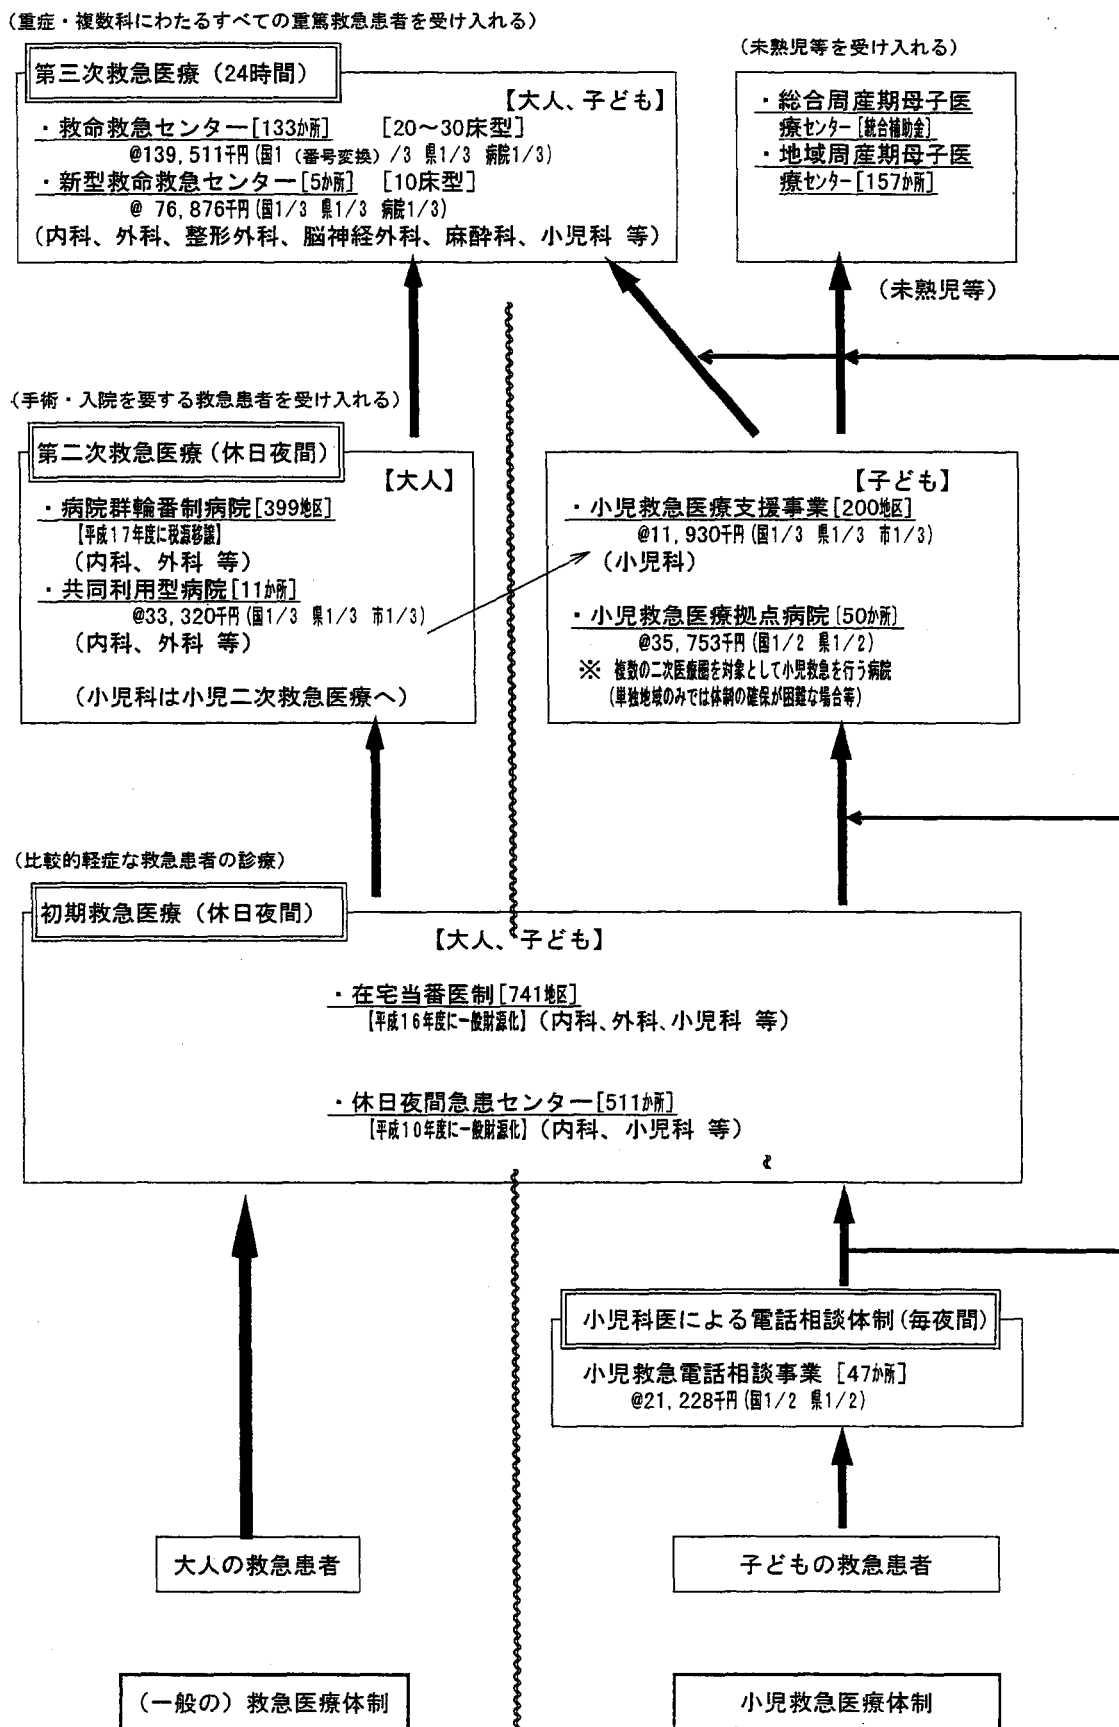 (重症・複数科にわたるすべての重篤救急患者を受け入れる)
第三次救急医療(24時間)
【大人、子ども】
・救命救急センター[133か所] [20~30床型]
@139,511千円(国1(番号変換)/3 県1/3 病院1/3)
・新型救命救急センター[5か所] [10床型]
@ 76,876千円(国1/3 県1/3 病院1/3)
(内科、外科、整形外科、脳神経外科、麻酔科、小児科 等)
(未熟児等を受け入れる)
・総合周産期母子医
療センター[統合補助金]
・地域周産期母子医
療センター[157か所]
(未熟児等)
(手術・入院を要する救急患者を受け入れる)
第二次救急医療(休日夜間)
【大人】
・病院群輪番制病院[399地区]
【平成17年度に税源移譲】
(内科、外科 等)
・共同利用型病院[11か所]
@33,320千円(国1/3 県1/3 市1/3)
(内科、外科 等)
(小児科は小児二次救急医療へ)
【子ども】
・小児救急医療支援事業[200地区]
@11,930千円(国1/3 県1/3 市1/3)
(小児科)
・小児救急医療拠点病院[50か所]
@35,753千円(国1/2 県1/2)
※ 複数の二次医療圏を対象として小児救急を行う病院
(単独地域のみでは体制の確保が困難な場合等)
(比較的軽症な救急患者の診療)
初期救急医療(休日夜間)
【大人、子ども】
・在宅当番医制[741地区]
【平成16年度に一般財源化】(内科、外科、小児科 等)
・休日夜間急患センター[511か所]
【平成10年度に一般財源化】(内科、小児科 等)
小児科医による電話相談体制(毎夜間)
小児救急電話相談事業 [47か所]
@21,228千円(国1/2 県1/2)
大人の救急患者
子どもの救急患者
(一般の)救急医療体制
小児救急医療体制